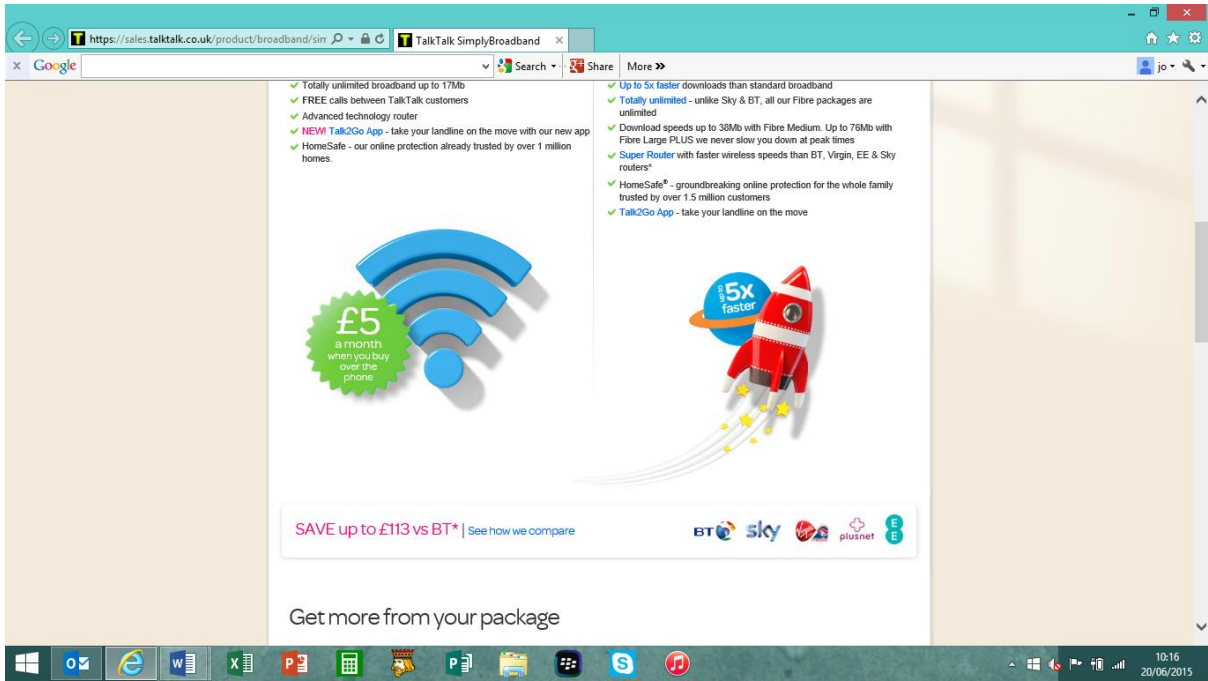 https://sales.talktalk.co.uk/product/broadband/sim
TalkTalk SimplyBroadband
x Google
Search
Share
More »
jo
Totally unlimited broadband up to 17Mb
FREE calls between TalkTalk customers
Advanced technology router
NEW! Talk2Go App - take your landline on the move with our new app
HomeSafe - our online protection already trusted by over 1 million
homes.
Up to 5x faster downloads than standard broadband
Totally unlimited - unlike Sky & BT, all our Fibre packages are
unlimited
Download speeds up to 38Mb with Fibre Medium. Up to 76Mb with
Fibre Large PLUS we never slow you down at peak times
Super Router with faster wireless speeds than BT, Virgin, EE & Sky
routers*
HomeSafe® - groundbreaking online protection for the whole family
trusted by over 1.5 million customers
Talk2Go App - take your landline on the move
£5
a month
when you buy
over the
phone
up to
5X
faster
SAVE up to £113 vs BT* | See how we compare
BT sky Virgin plusnet EE
Get more from your package
10:16
20/06/2015